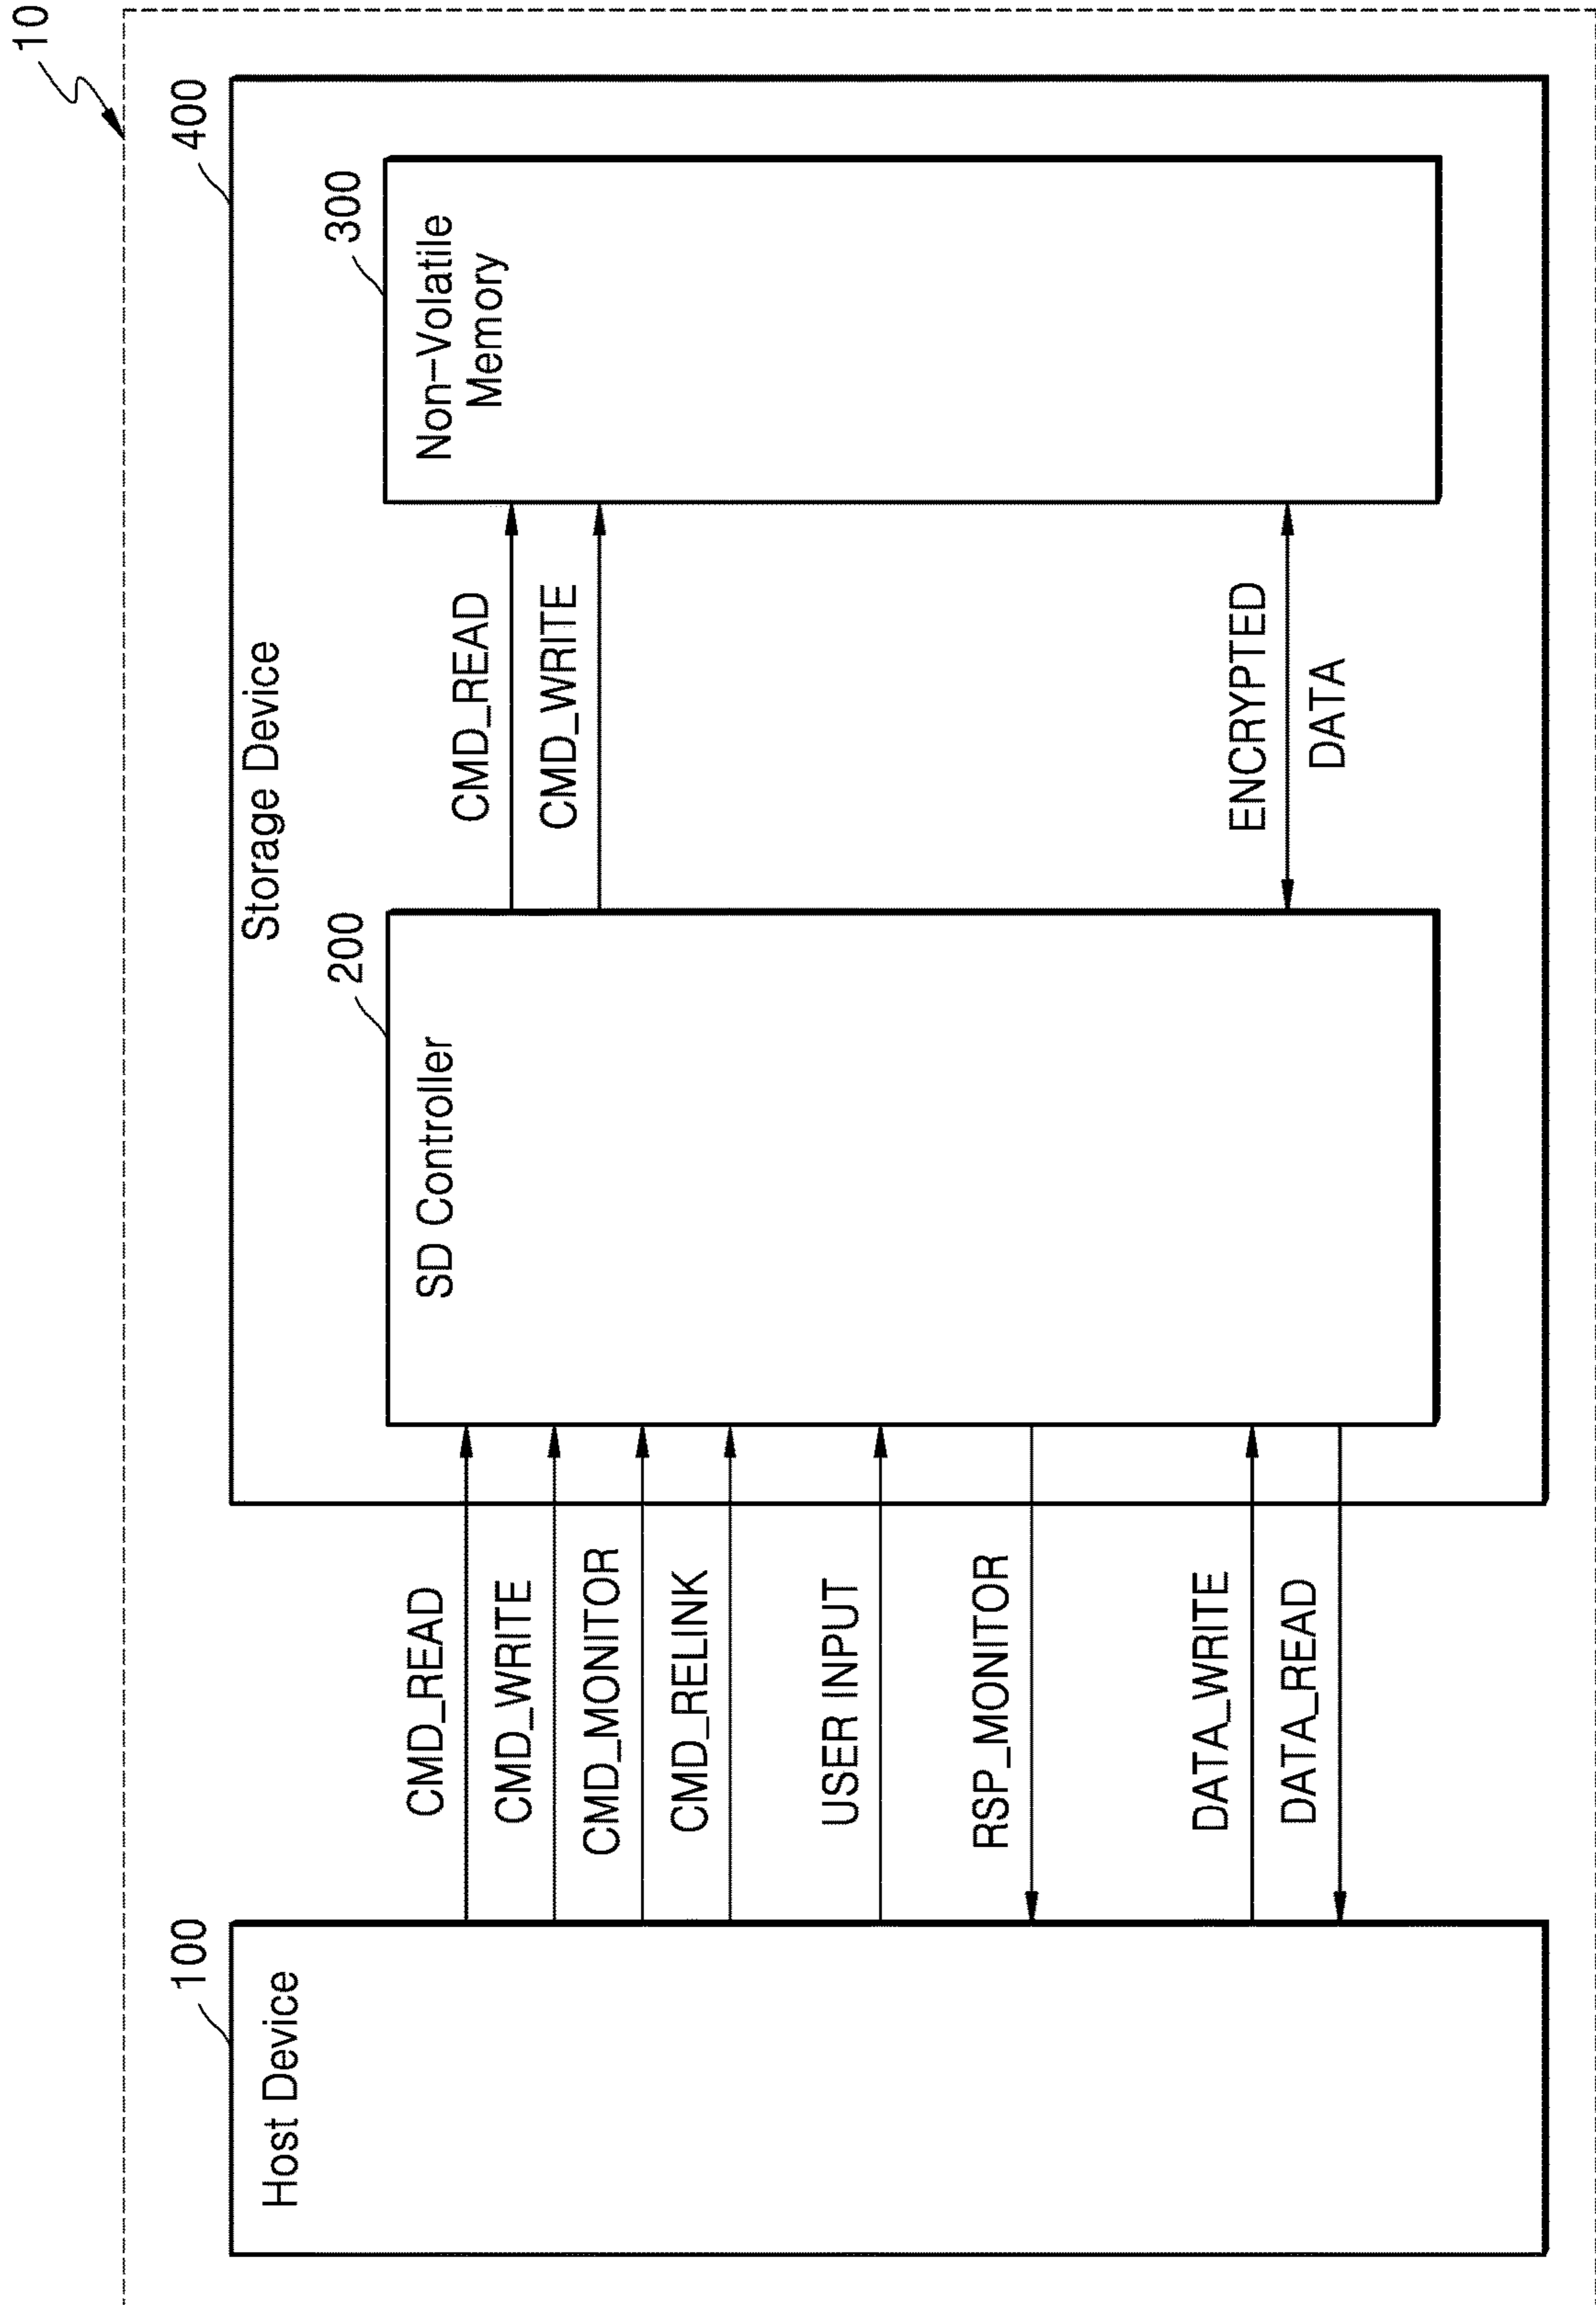 10
100
Host Device
CMD_READ
CMD_WRITE
CMD_MONITOR
CMD_RELINK
USER INPUT
RSP_MONITOR
DATA_WRITE
DATA_READ
400
Storage Device
200
SD Controller
CMD_READ
CMD_WRITE
ENCRYPTED
DATA
300
Non-Volatile
Memory